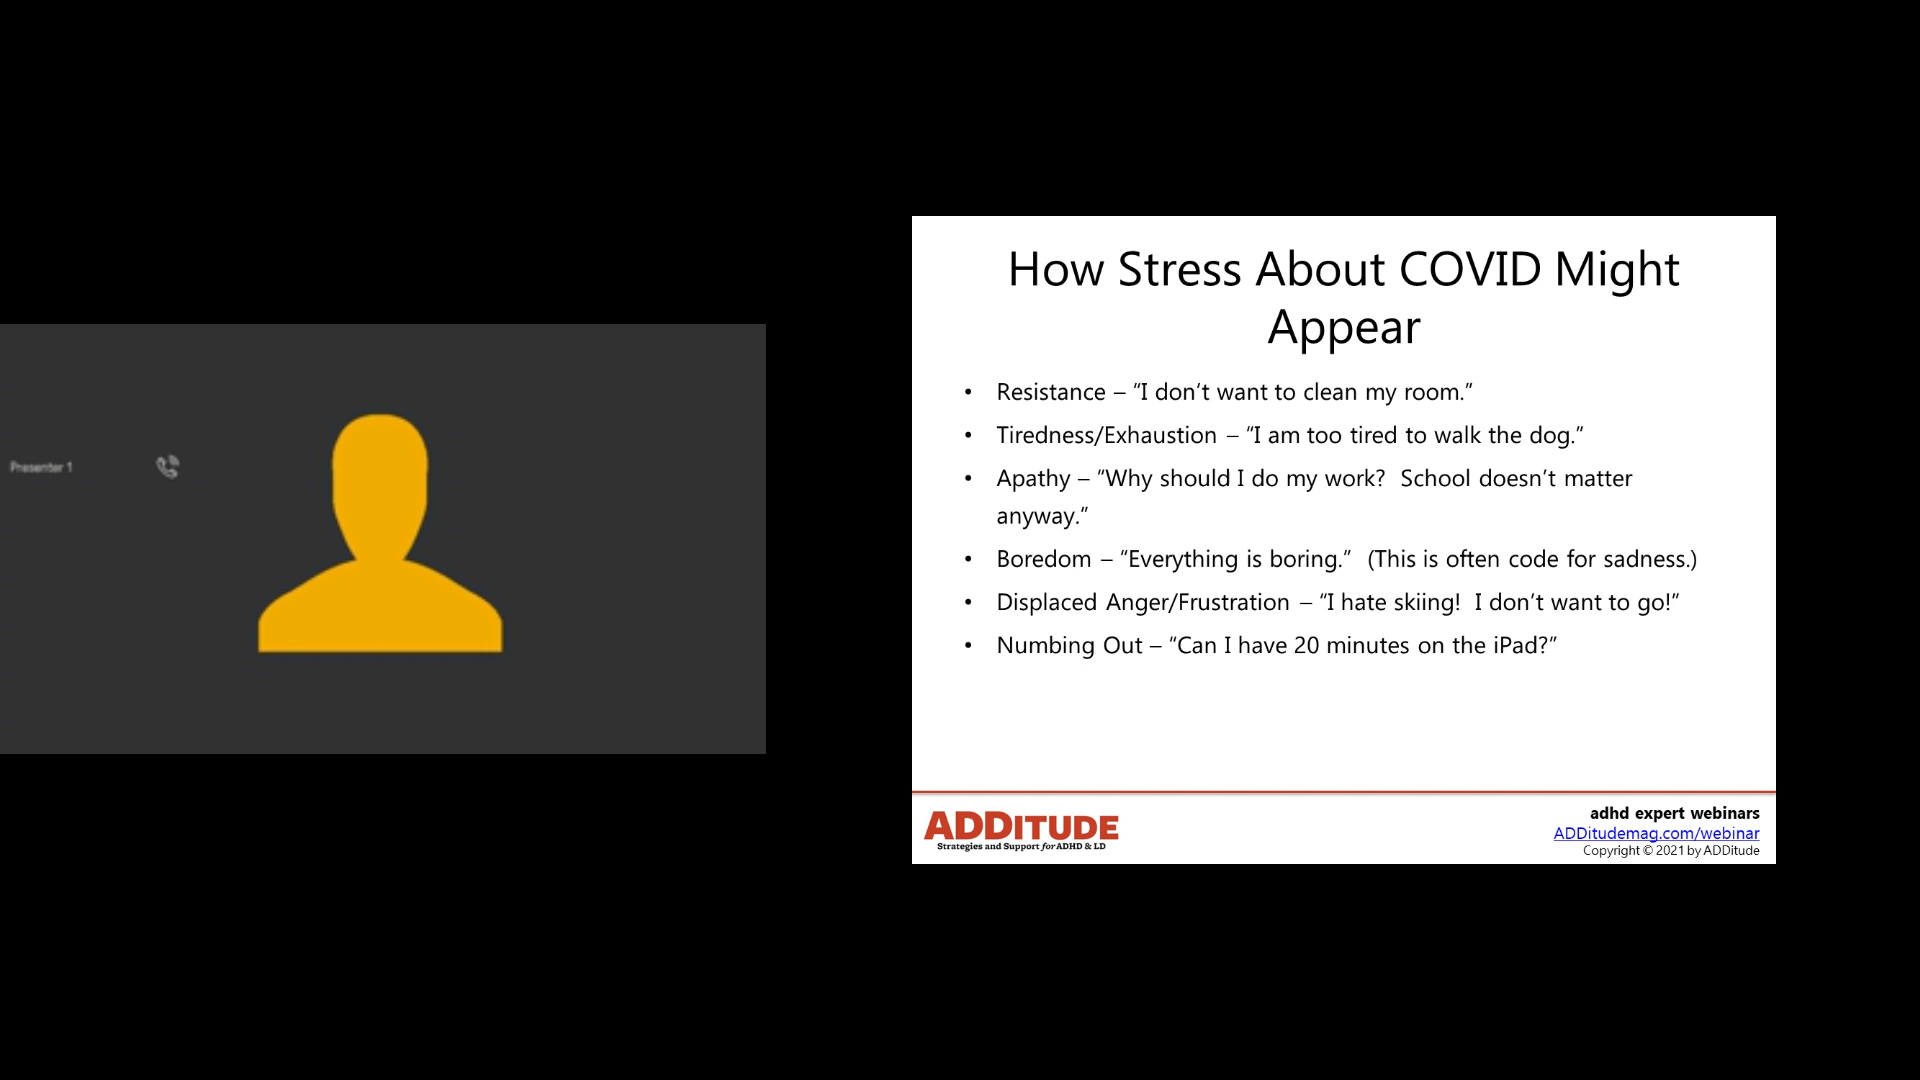 Presenter 1
How Stress About COVID Might
Appear
• Resistance – “I don’t want to clean my room.”
• Tiredness/Exhaustion – “I am too tired to walk the dog.”
• Apathy – “Why should I do my work?  School doesn’t matter
anyway.”
• Boredom – “Everything is boring.”  (This is often code for sadness.)
• Displaced Anger/Frustration – “I hate skiing!  I don’t want to go!”
• Numbing Out – “Can I have 20 minutes on the iPad?”
ADDITUDE
Strategies and Support for ADHD & LD
adhd expert webinars
ADDitudemag.com/webinar
Copyright © 2021 by ADDitude